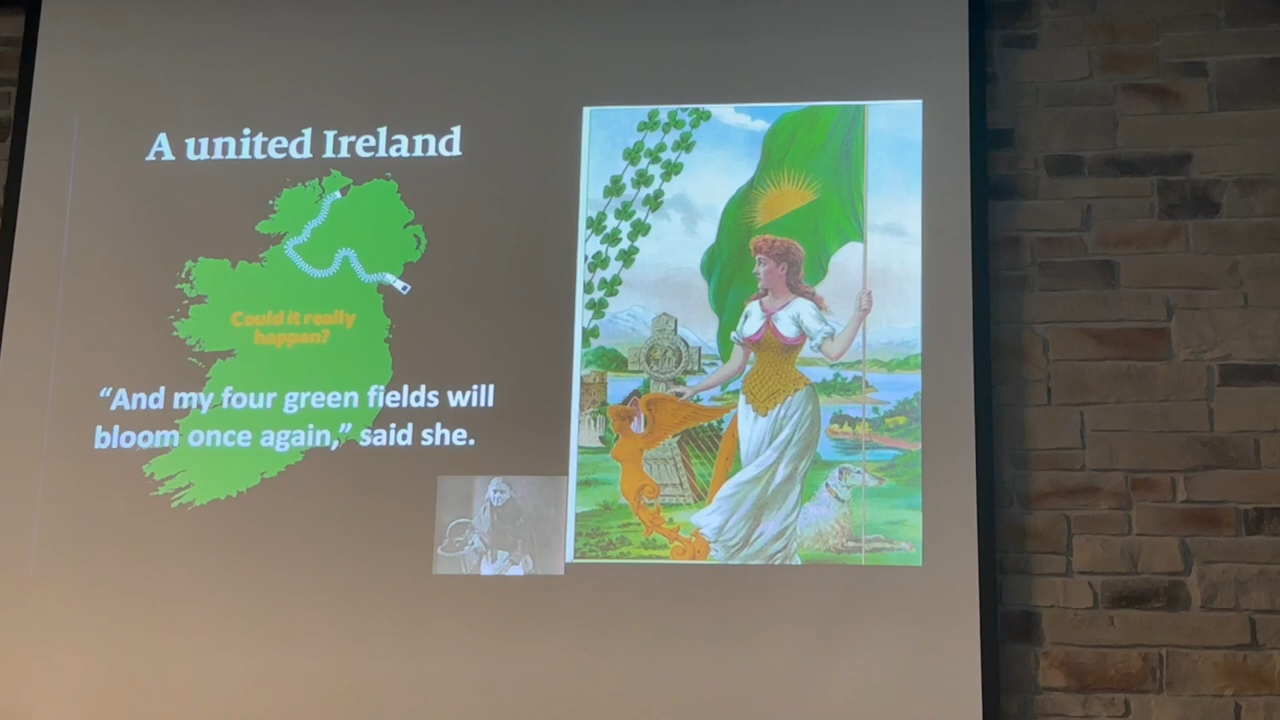 A united Ireland
Could it really
happen?
“And my four green fields will
bloom once again,” said she.